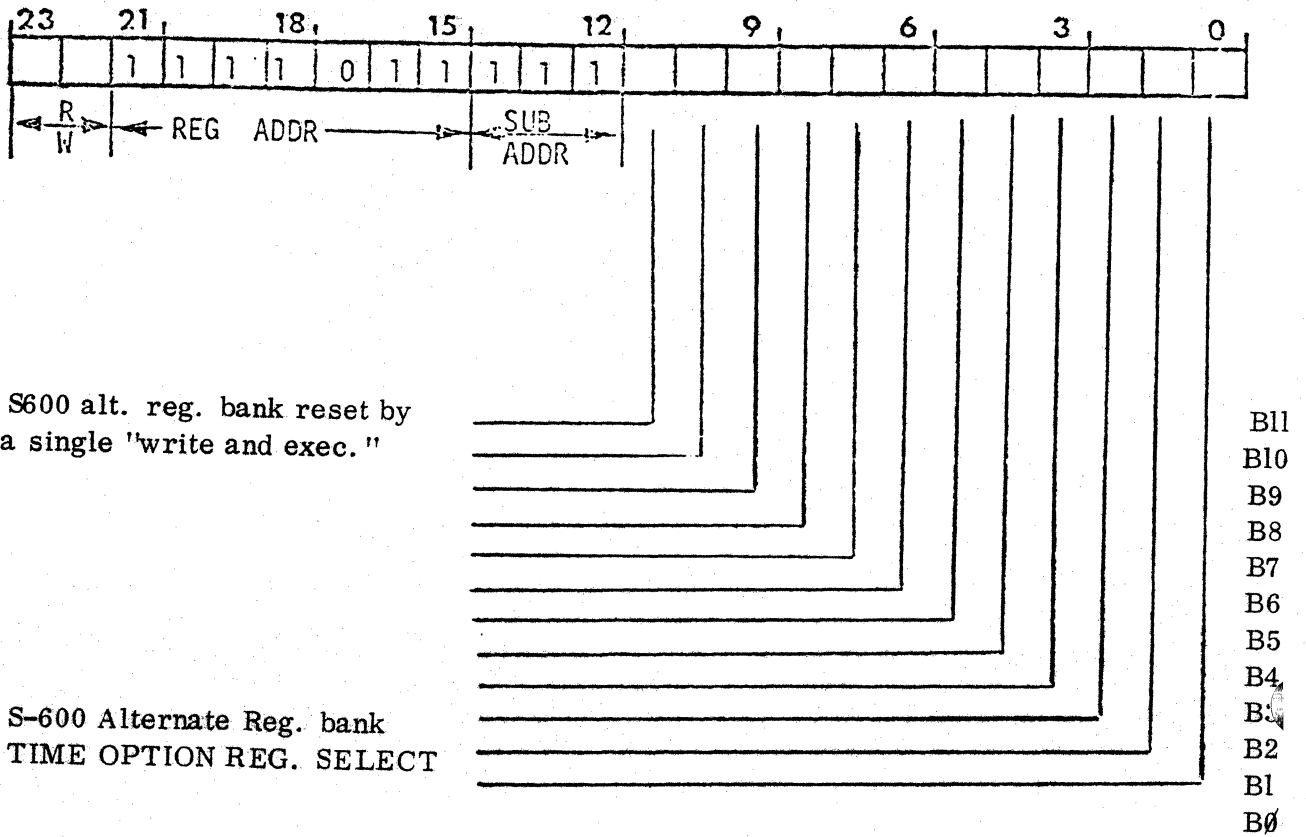 23 21 18 15 12 9 6 3 0
1 1 1 1 0 1 1 1 1 1
R
W
REG ADDR
SUB
ADDR
S600 alt. reg. bank reset by
a single "write and exec."
B11
B10
B9
B8
B7
B6
B5
B4
S-600 Alternate Reg. bank
TIME OPTION REG. SELECT
B2
B1
BØ